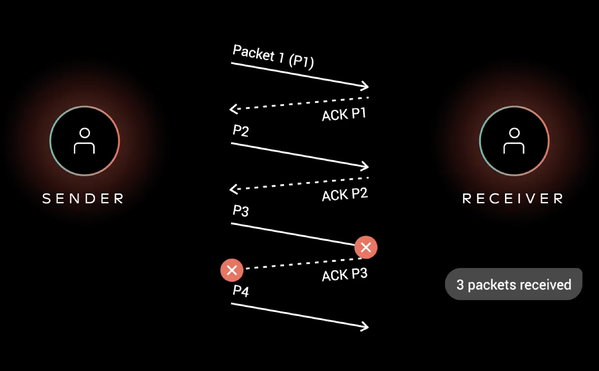 Packet 1 (P1)
ACK P1
P2
ACK P2
P3
ACK P3
P4
SENDER
RECEIVER
3 packets received